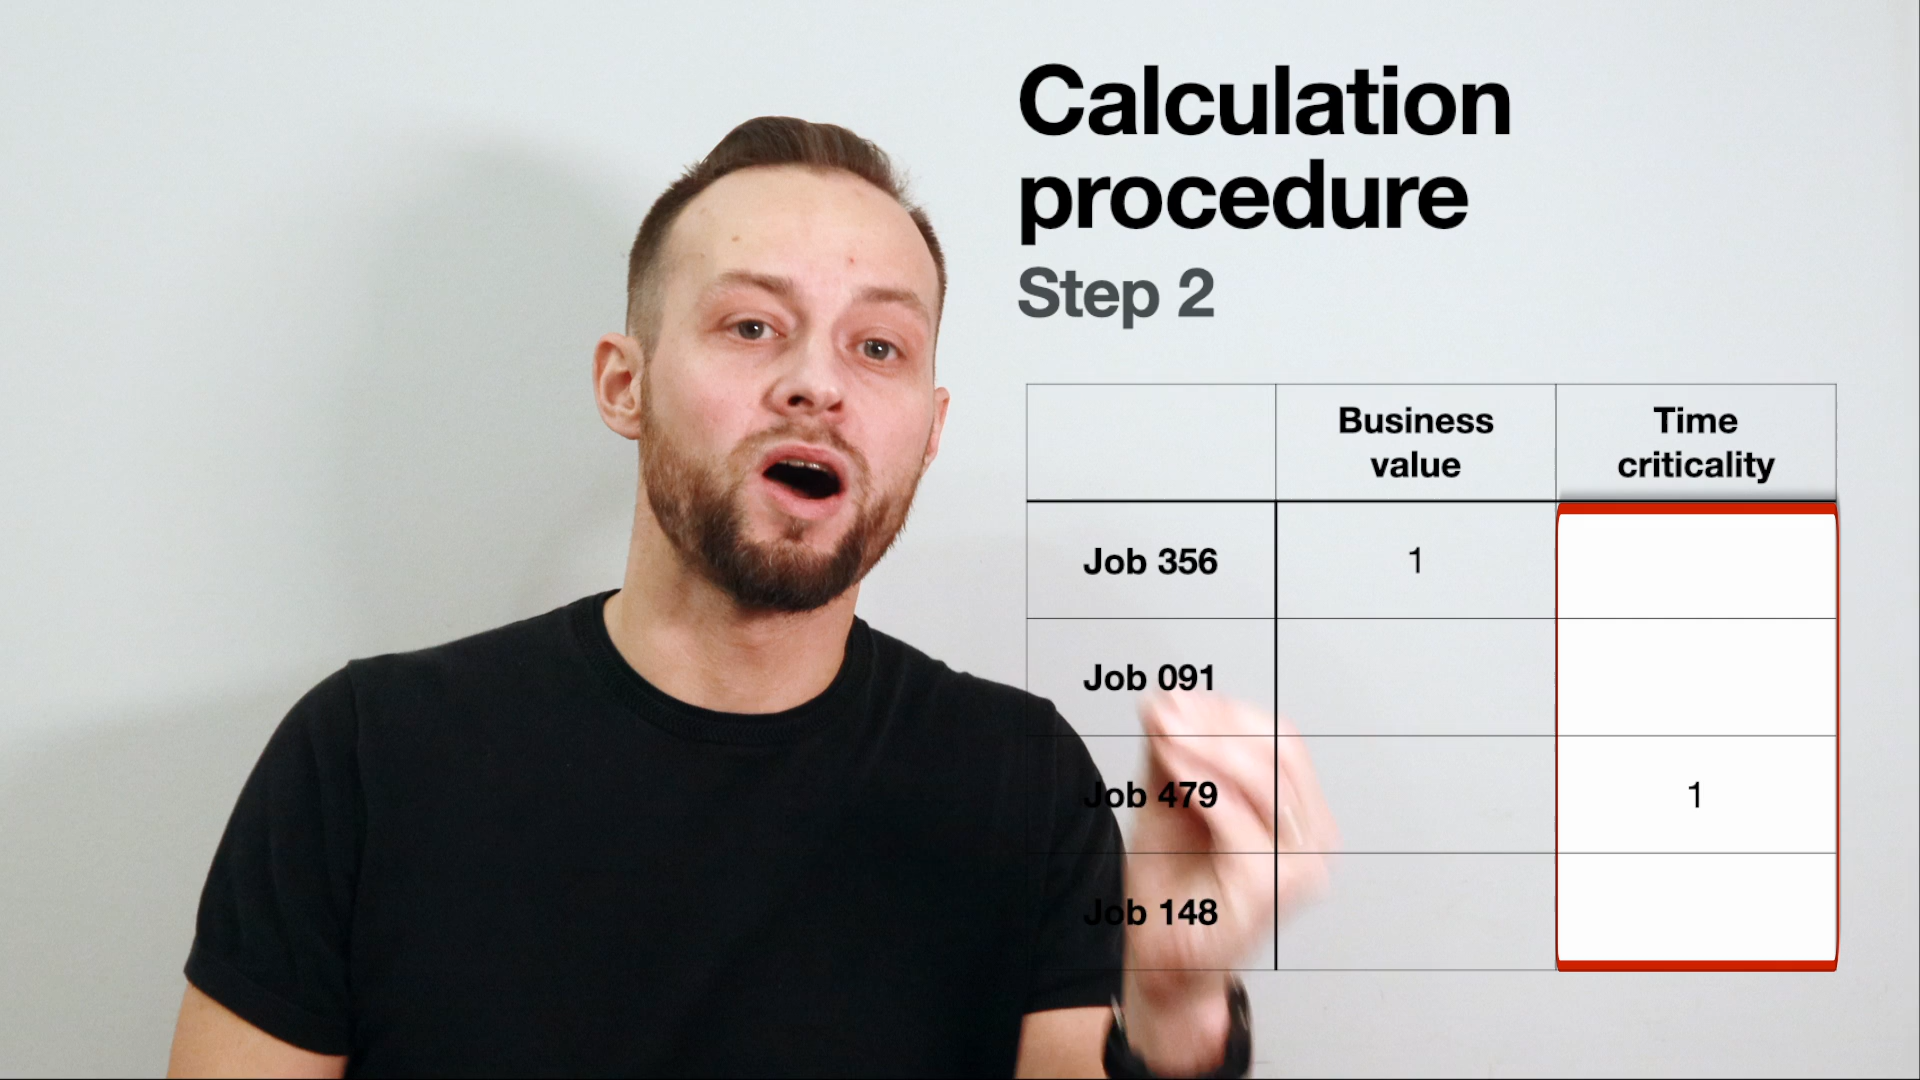 Calculation
procedure
Step 2
Business value
Time criticality
Job 356
1
Job 091
Job 479
1
Job 148